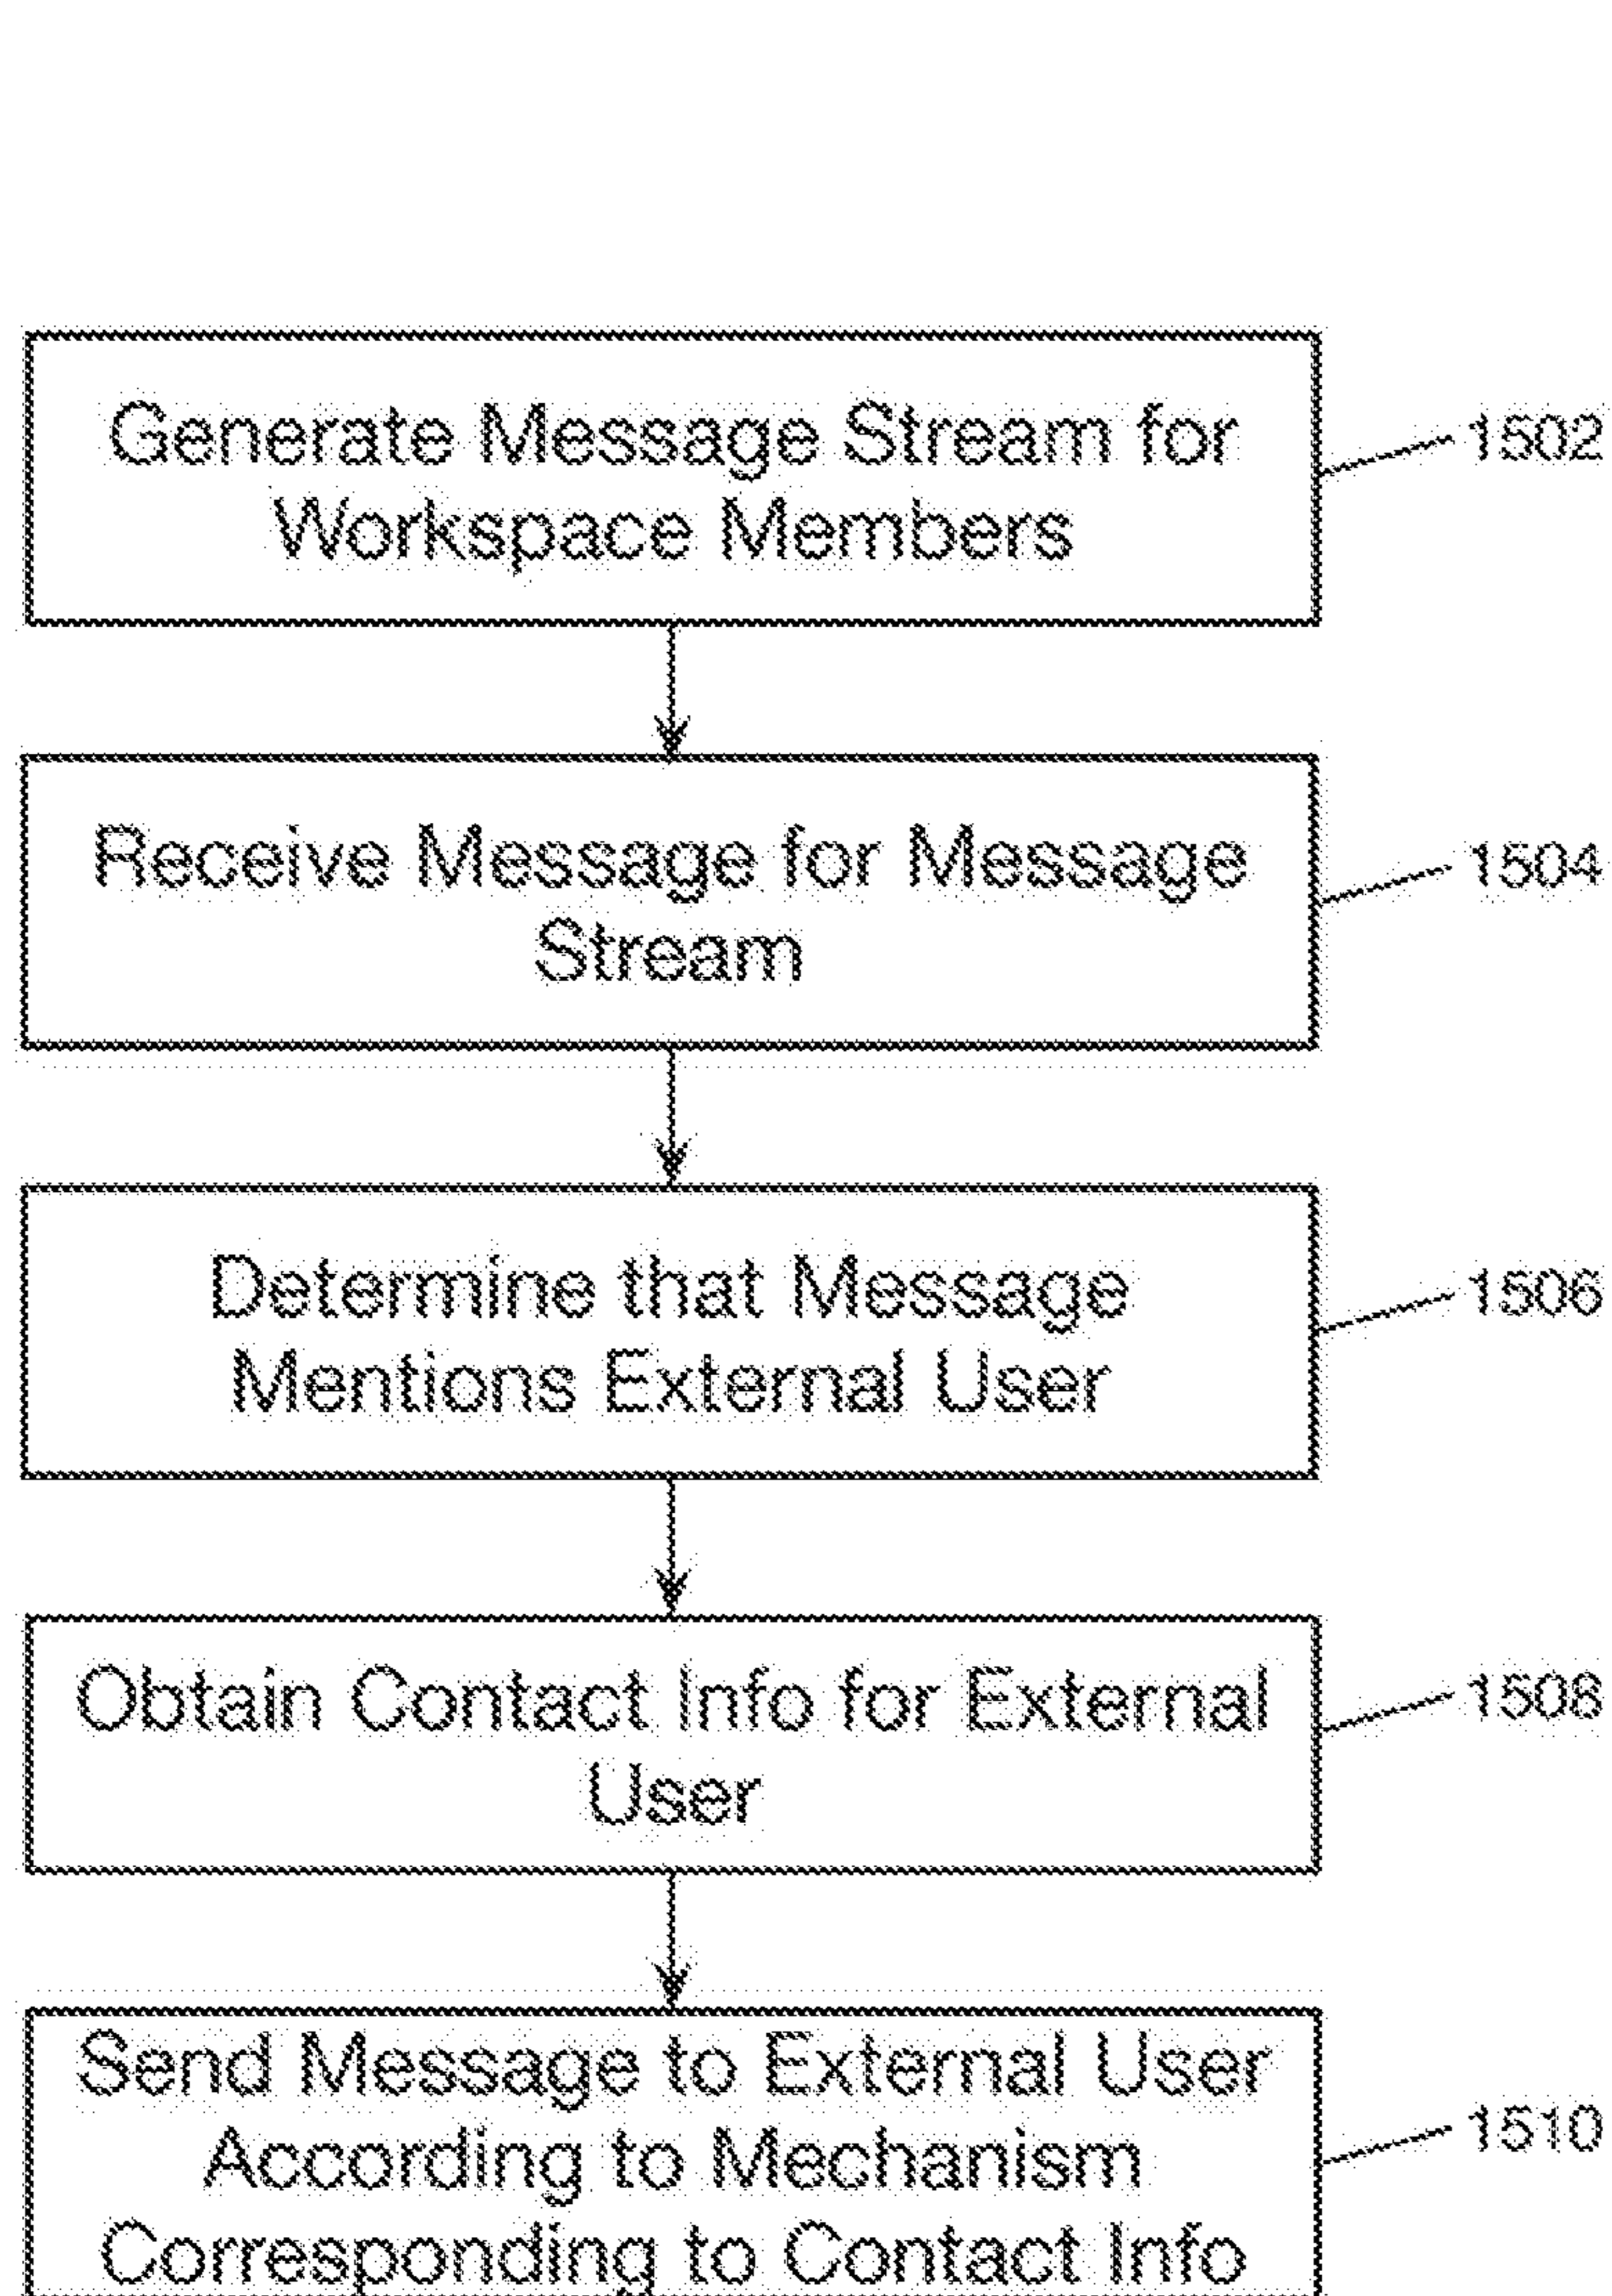 Generate Message Stream for
Workspace Members
1502
Receive Message for Message
Stream
1504
Determine that Message
Mentions External User
1506
Obtain Contact Info for External
User
1508
Send Message to External User
According to Mechanism
Corresponding to Contact Info
1510